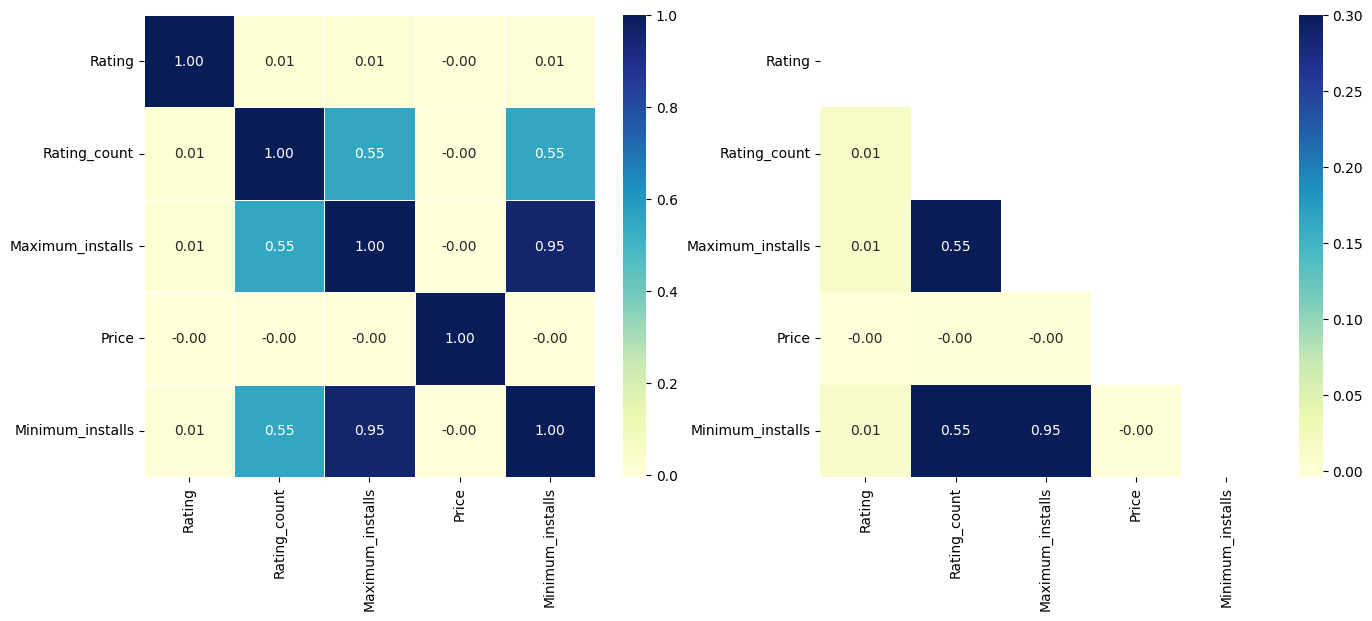 Rating 1.00 0.01 0.01 -0.00 0.01
Rating_count 0.01 1.00 0.55 -0.00 0.55
Maximum_installs 0.01 0.55 1.00 -0.00 0.95
Price -0.00 -0.00 -0.00 1.00 -0.00
Minimum_installs 0.01 0.55 0.95 -0.00 1.00
Rating
Rating_count
Maximum_installs
Price
Minimum_installs
1.0
0.8
0.6
0.4
0.2
0.0
Rating
Rating_count 0.01
Maximum_installs 0.01 0.55
Price -0.00 -0.00 -0.00
Minimum_installs 0.01 0.55 0.95 -0.00
Rating
Rating_count
Maximum_installs
Price
Minimum_installs
0.30
0.25
0.20
0.15
0.10
0.05
0.00